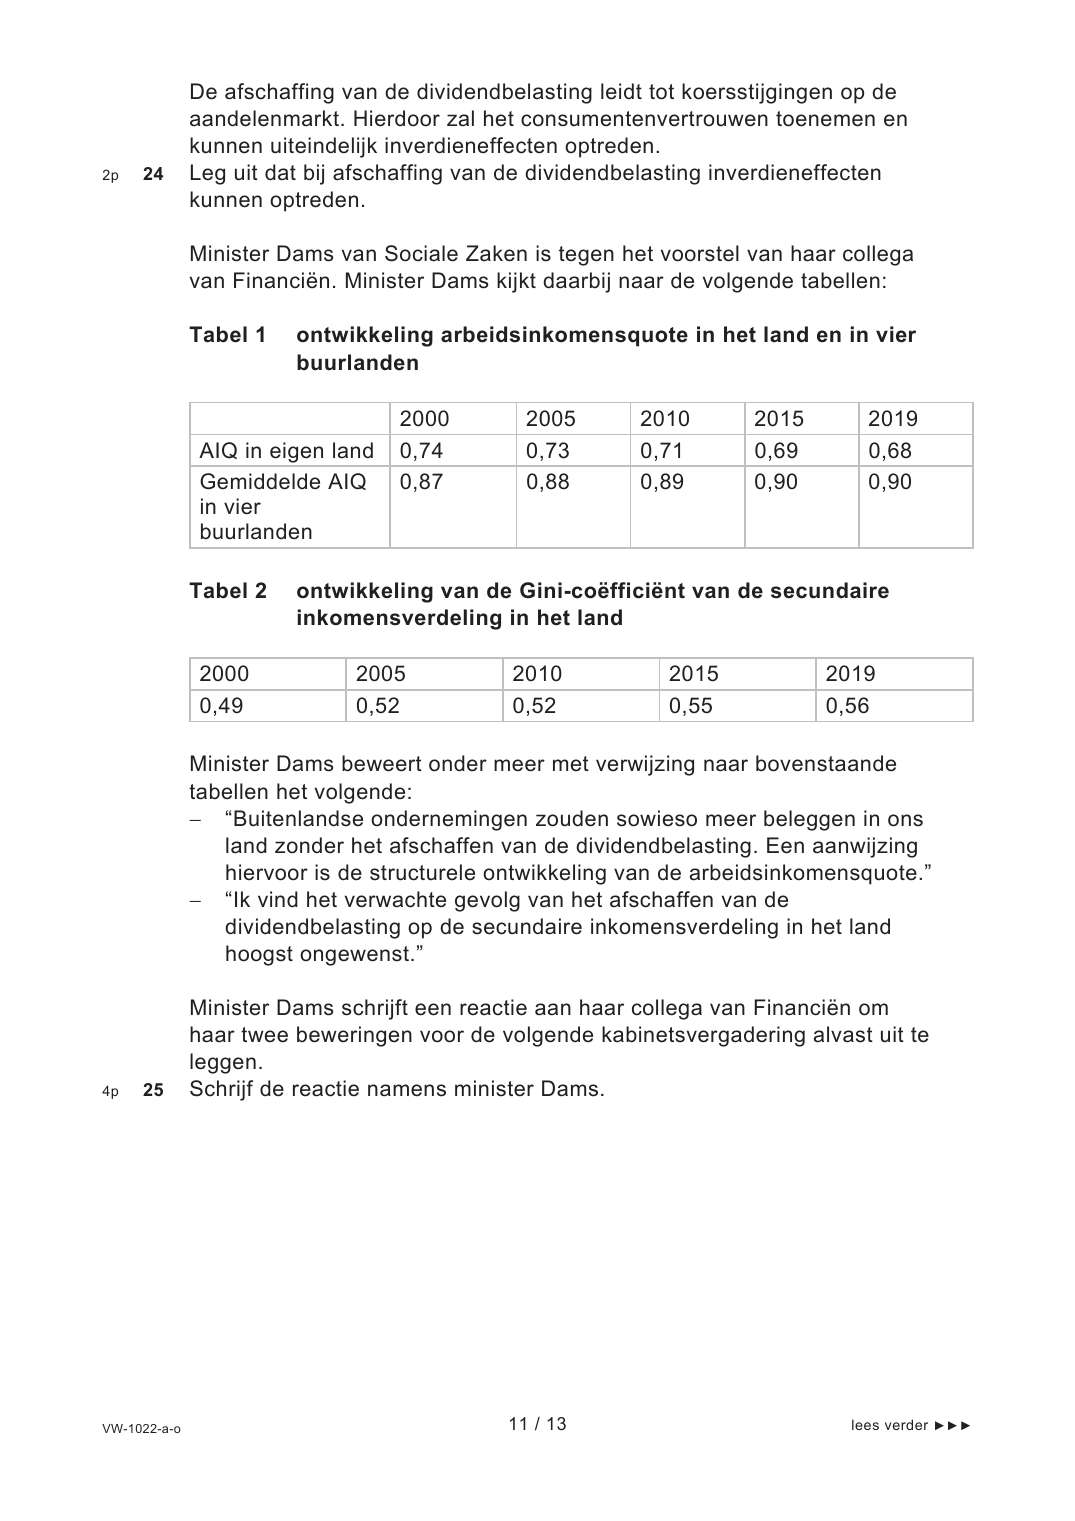 De afschaffing van de dividendbelasting leidt tot koersstijgingen op de
aandelenmarkt. Hierdoor zal het consumentenvertrouwen toenemen en
kunnen uiteindelijk inverdieneffecten optreden.
2p 24 Leg uit dat bij afschaffing van de dividendbelasting inverdieneffecten
kunnen optreden.
Minister Dams van Sociale Zaken is tegen het voorstel van haar collega
van Financiën. Minister Dams kijkt daarbij naar de volgende tabellen:
Tabel 1 ontwikkeling arbeidsinkomensquote in het land en in vier
buurlanden
2000 2005 2010 2015 2019
AIQ in eigen land 0,74 0,73 0,71 0,69 0,68
Gemiddelde AIQ 0,87 0,88 0,89 0,90 0,90
in vier
buurlanden
Tabel 2 ontwikkeling van de Gini-coëfficiënt van de secundaire
inkomensverdeling in het land
2000 2005 2010 2015 2019
0,49 0,52 0,52 0,55 0,56
Minister Dams beweert onder meer met verwijzing naar bovenstaande
tabellen het volgende:
– “Buitenlandse ondernemingen zouden sowieso meer beleggen in ons
land zonder het afschaffen van de dividendbelasting. Een aanwijzing
hiervoor is de structurele ontwikkeling van de arbeidsinkomensquote.”
– “Ik vind het verwachte gevolg van het afschaffen van de
dividendbelasting op de secundaire inkomensverdeling in het land
hoogst ongewenst.”
Minister Dams schrijft een reactie aan haar collega van Financiën om
haar twee beweringen voor de volgende kabinetsvergadering alvast uit te
leggen.
4p 25 Schrijf de reactie namens minister Dams.
VW-1022-a-o 11 / 13 lees verder ►►►